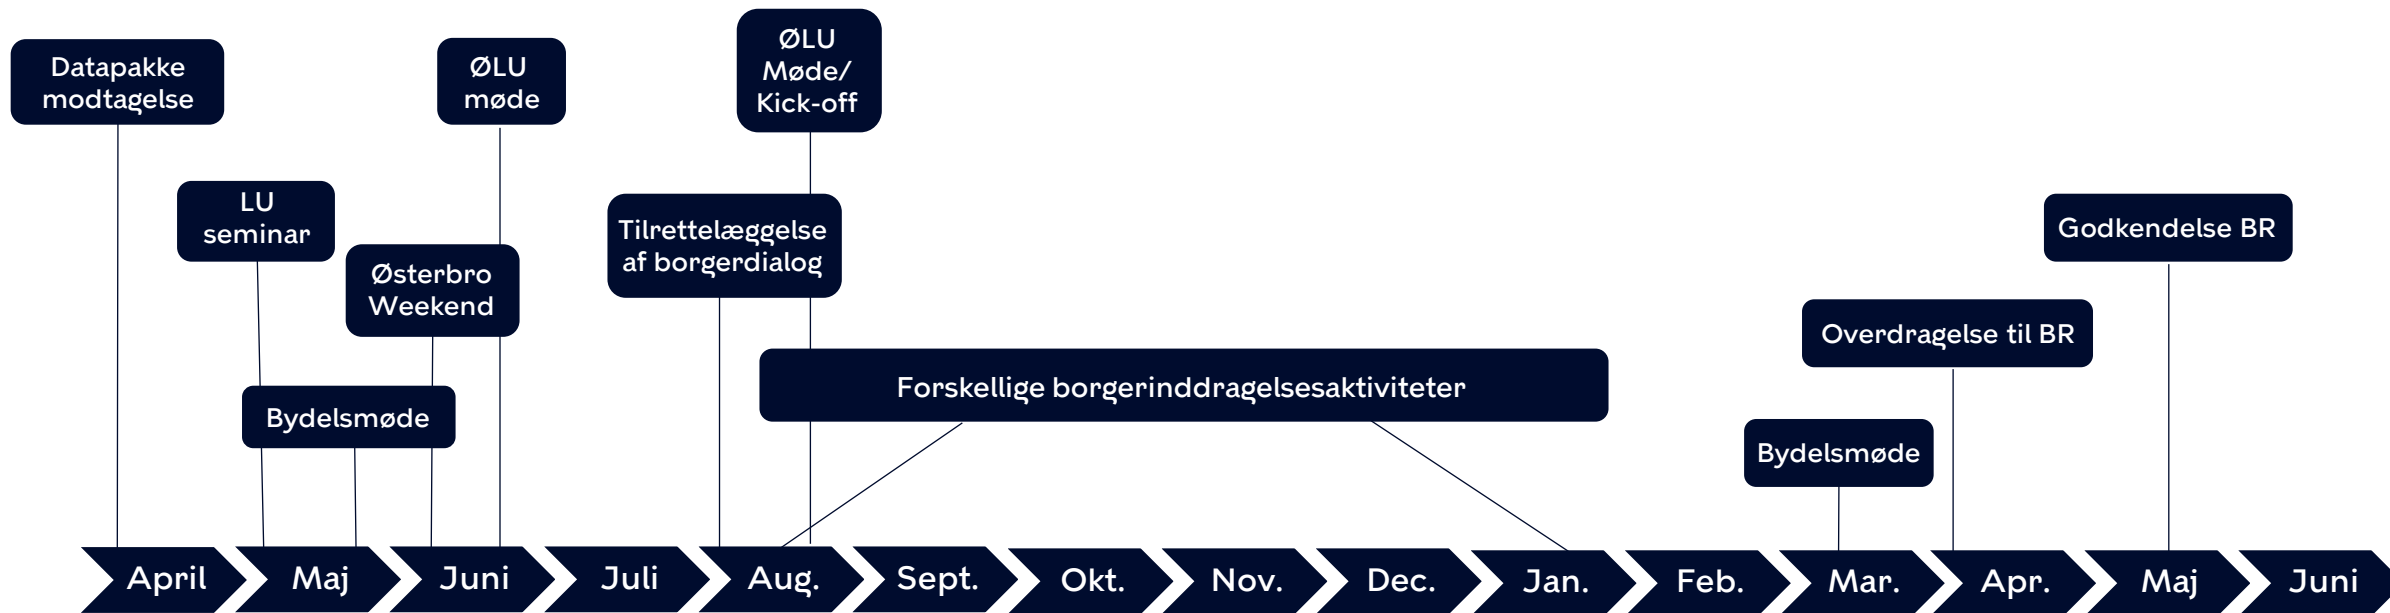 Datapakke
modtagelse
ØLU
møde
ØLU
Møde/
Kick-off
LU
seminar
Østerbro
Weekend
Tilrettelæggelse
af borgerdialog
Godkendelse BR
Overdragelse til BR
Forskellige borgerinddragelsesaktiviteter
Bydelsmøde
Bydelsmøde
April
Maj
Juni
Juli
Aug.
Sept.
Okt.
Nov.
Dec.
Jan.
Feb.
Mar.
Apr.
Maj
Juni